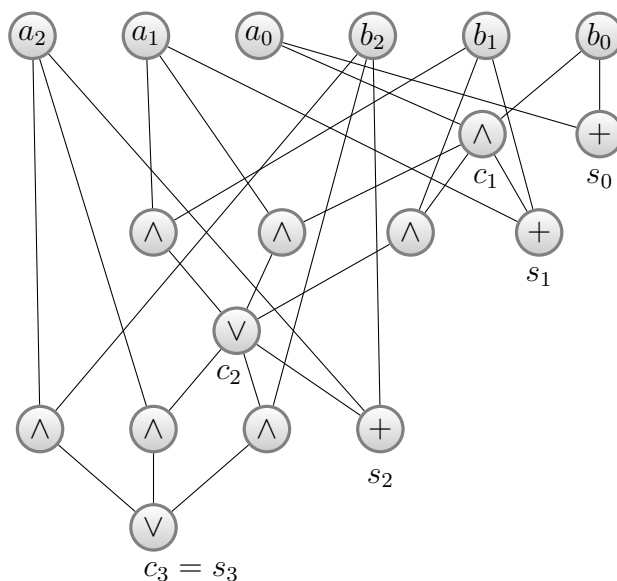 a₂ a₁ a₀ b₂ b₁ b₀
∧ +
c₁ s₀
∧ ∧ ∧ +
s₁
∨
c₂
∧ ∧ ∧ +
s₂
∨
c₃ = s₃